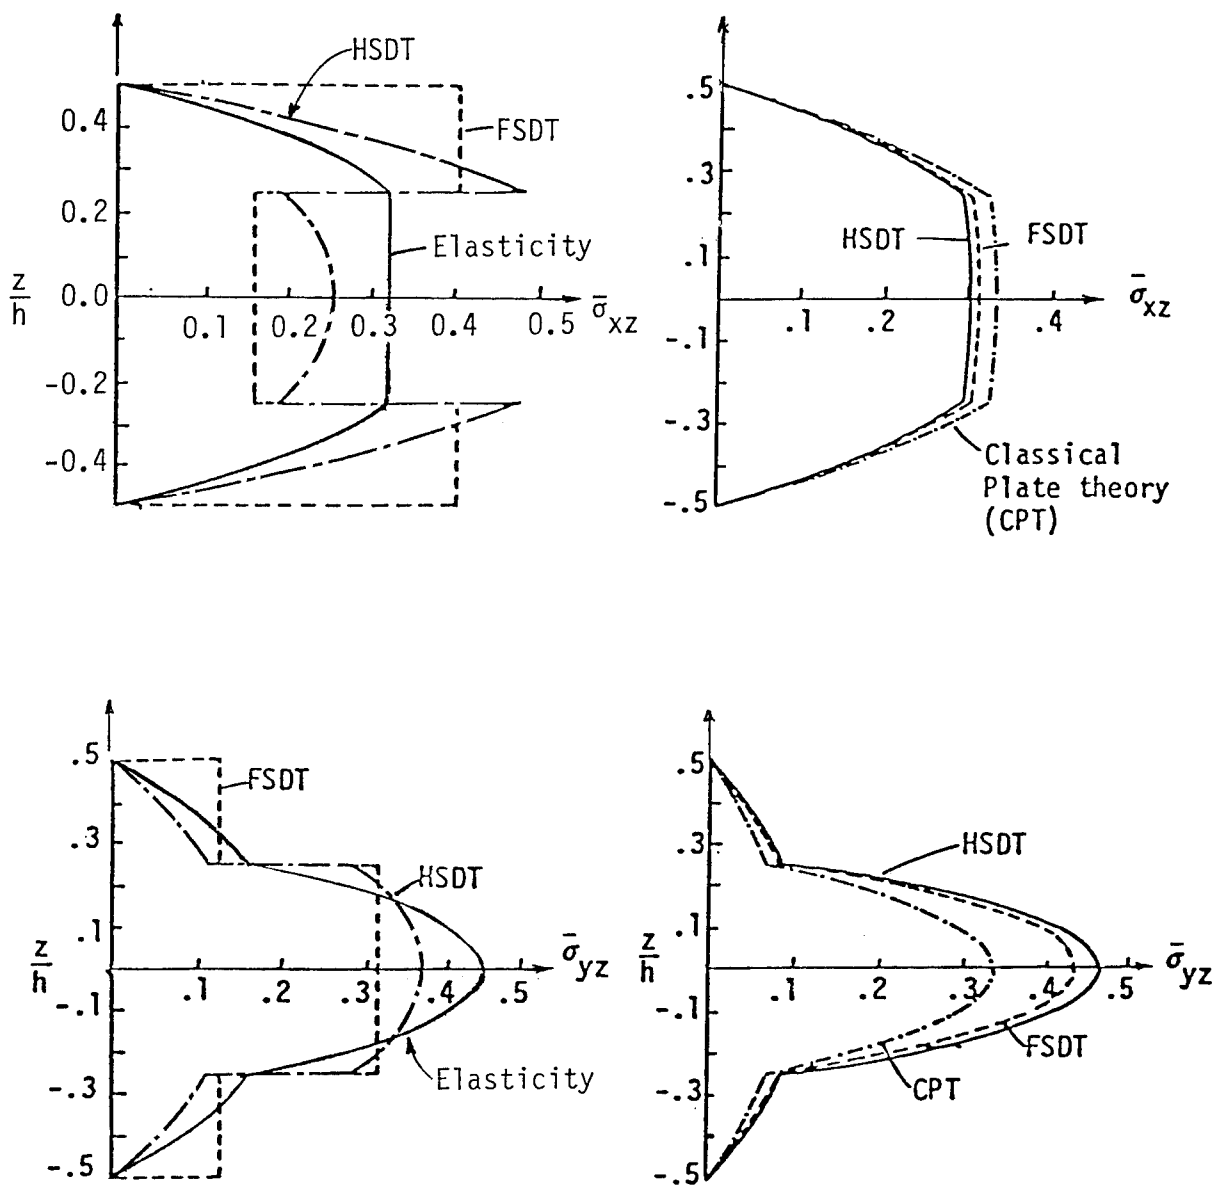 HSDT
FSDT
Elasticity
0.4
0.2
0.0
-0.2
-0.4
z/h
0.1
0.2
0.3
0.4
0.5
σ̄xz
.5
.3
.1
-.1
-.3
-.5
HSDT
FSDT
.1
.2
.4
σ̄xz
Classical
Plate theory
(CPT)
.5
.3
.1
-.1
-.3
-.5
z/h
FSDT
HSDT
Elasticity
.1
.2
.3
.4
.5
σ̄yz
.5
.3
.1
-.1
-.3
-.5
z/h
HSDT
FSDT
CPT
.1
.2
.3
.4
.5
σ̄yz